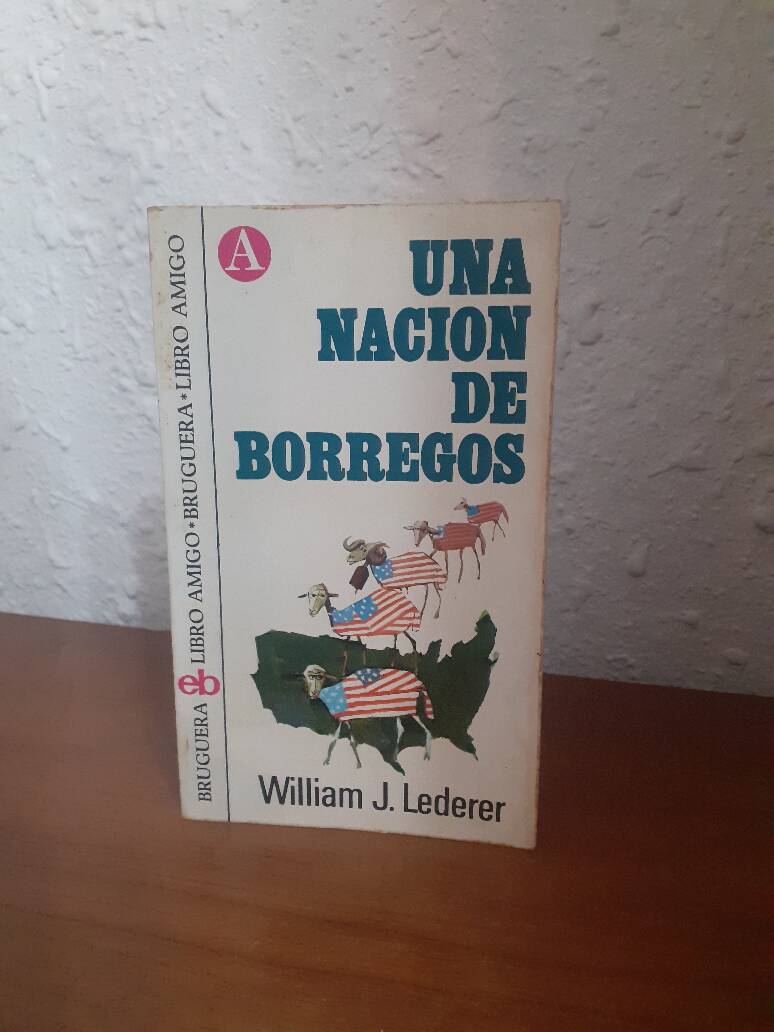 A
UNA
NACION
DE
BORREGOS
William J. Lederer
BRUGUERA eb LIBRO AMIGO * BRUGUERA * LIBRO AMIGO